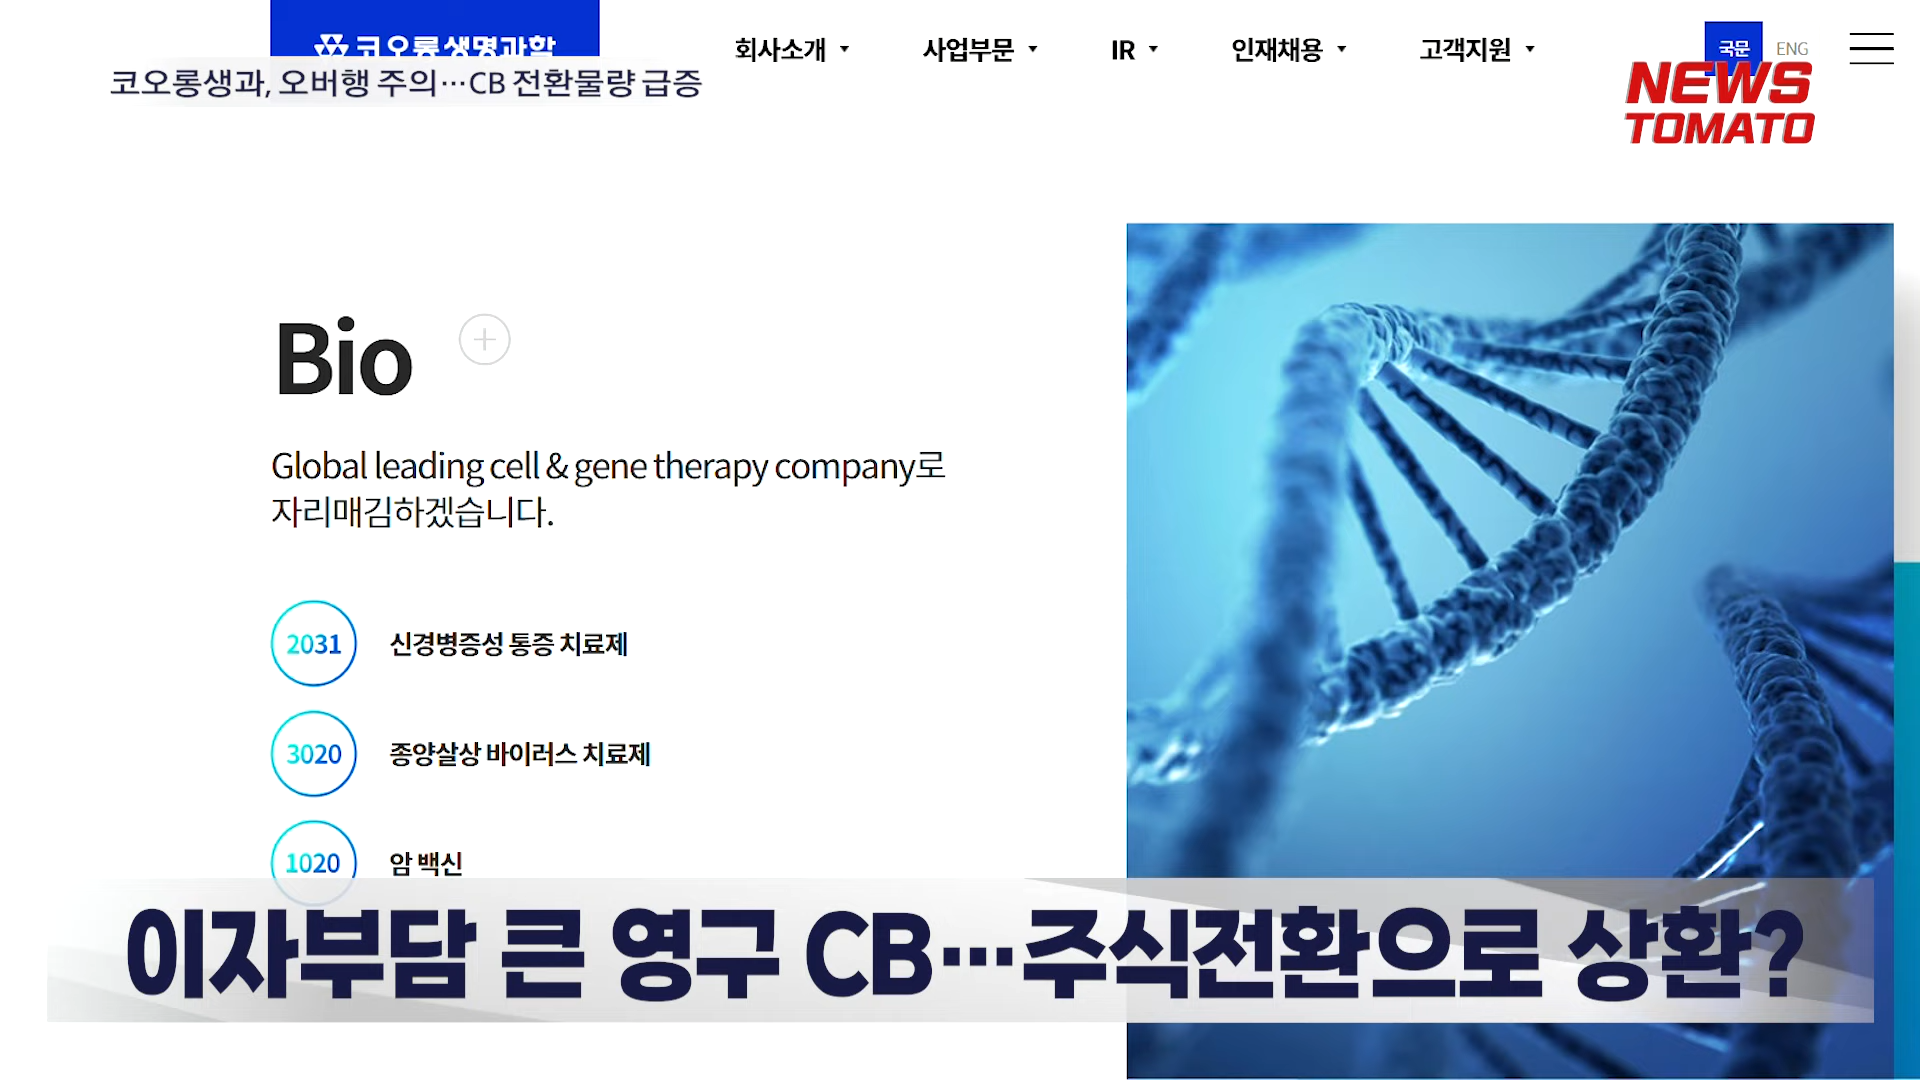 코오롱생명과학
회사소개
사업부문
IR
인재채용
고객지원
국문
ENG
코오롱생과, 오버행 주의…CB 전환물량 급증
NEWS
TOMATO
Bio
Global leading cell & gene therapy company로
자리매김하겠습니다.
2031 신경병증성 통증 치료제
3020 종양살상 바이러스 치료제
1020 암 백신
이자부담 큰 영구 CB…주식전환으로 상환?